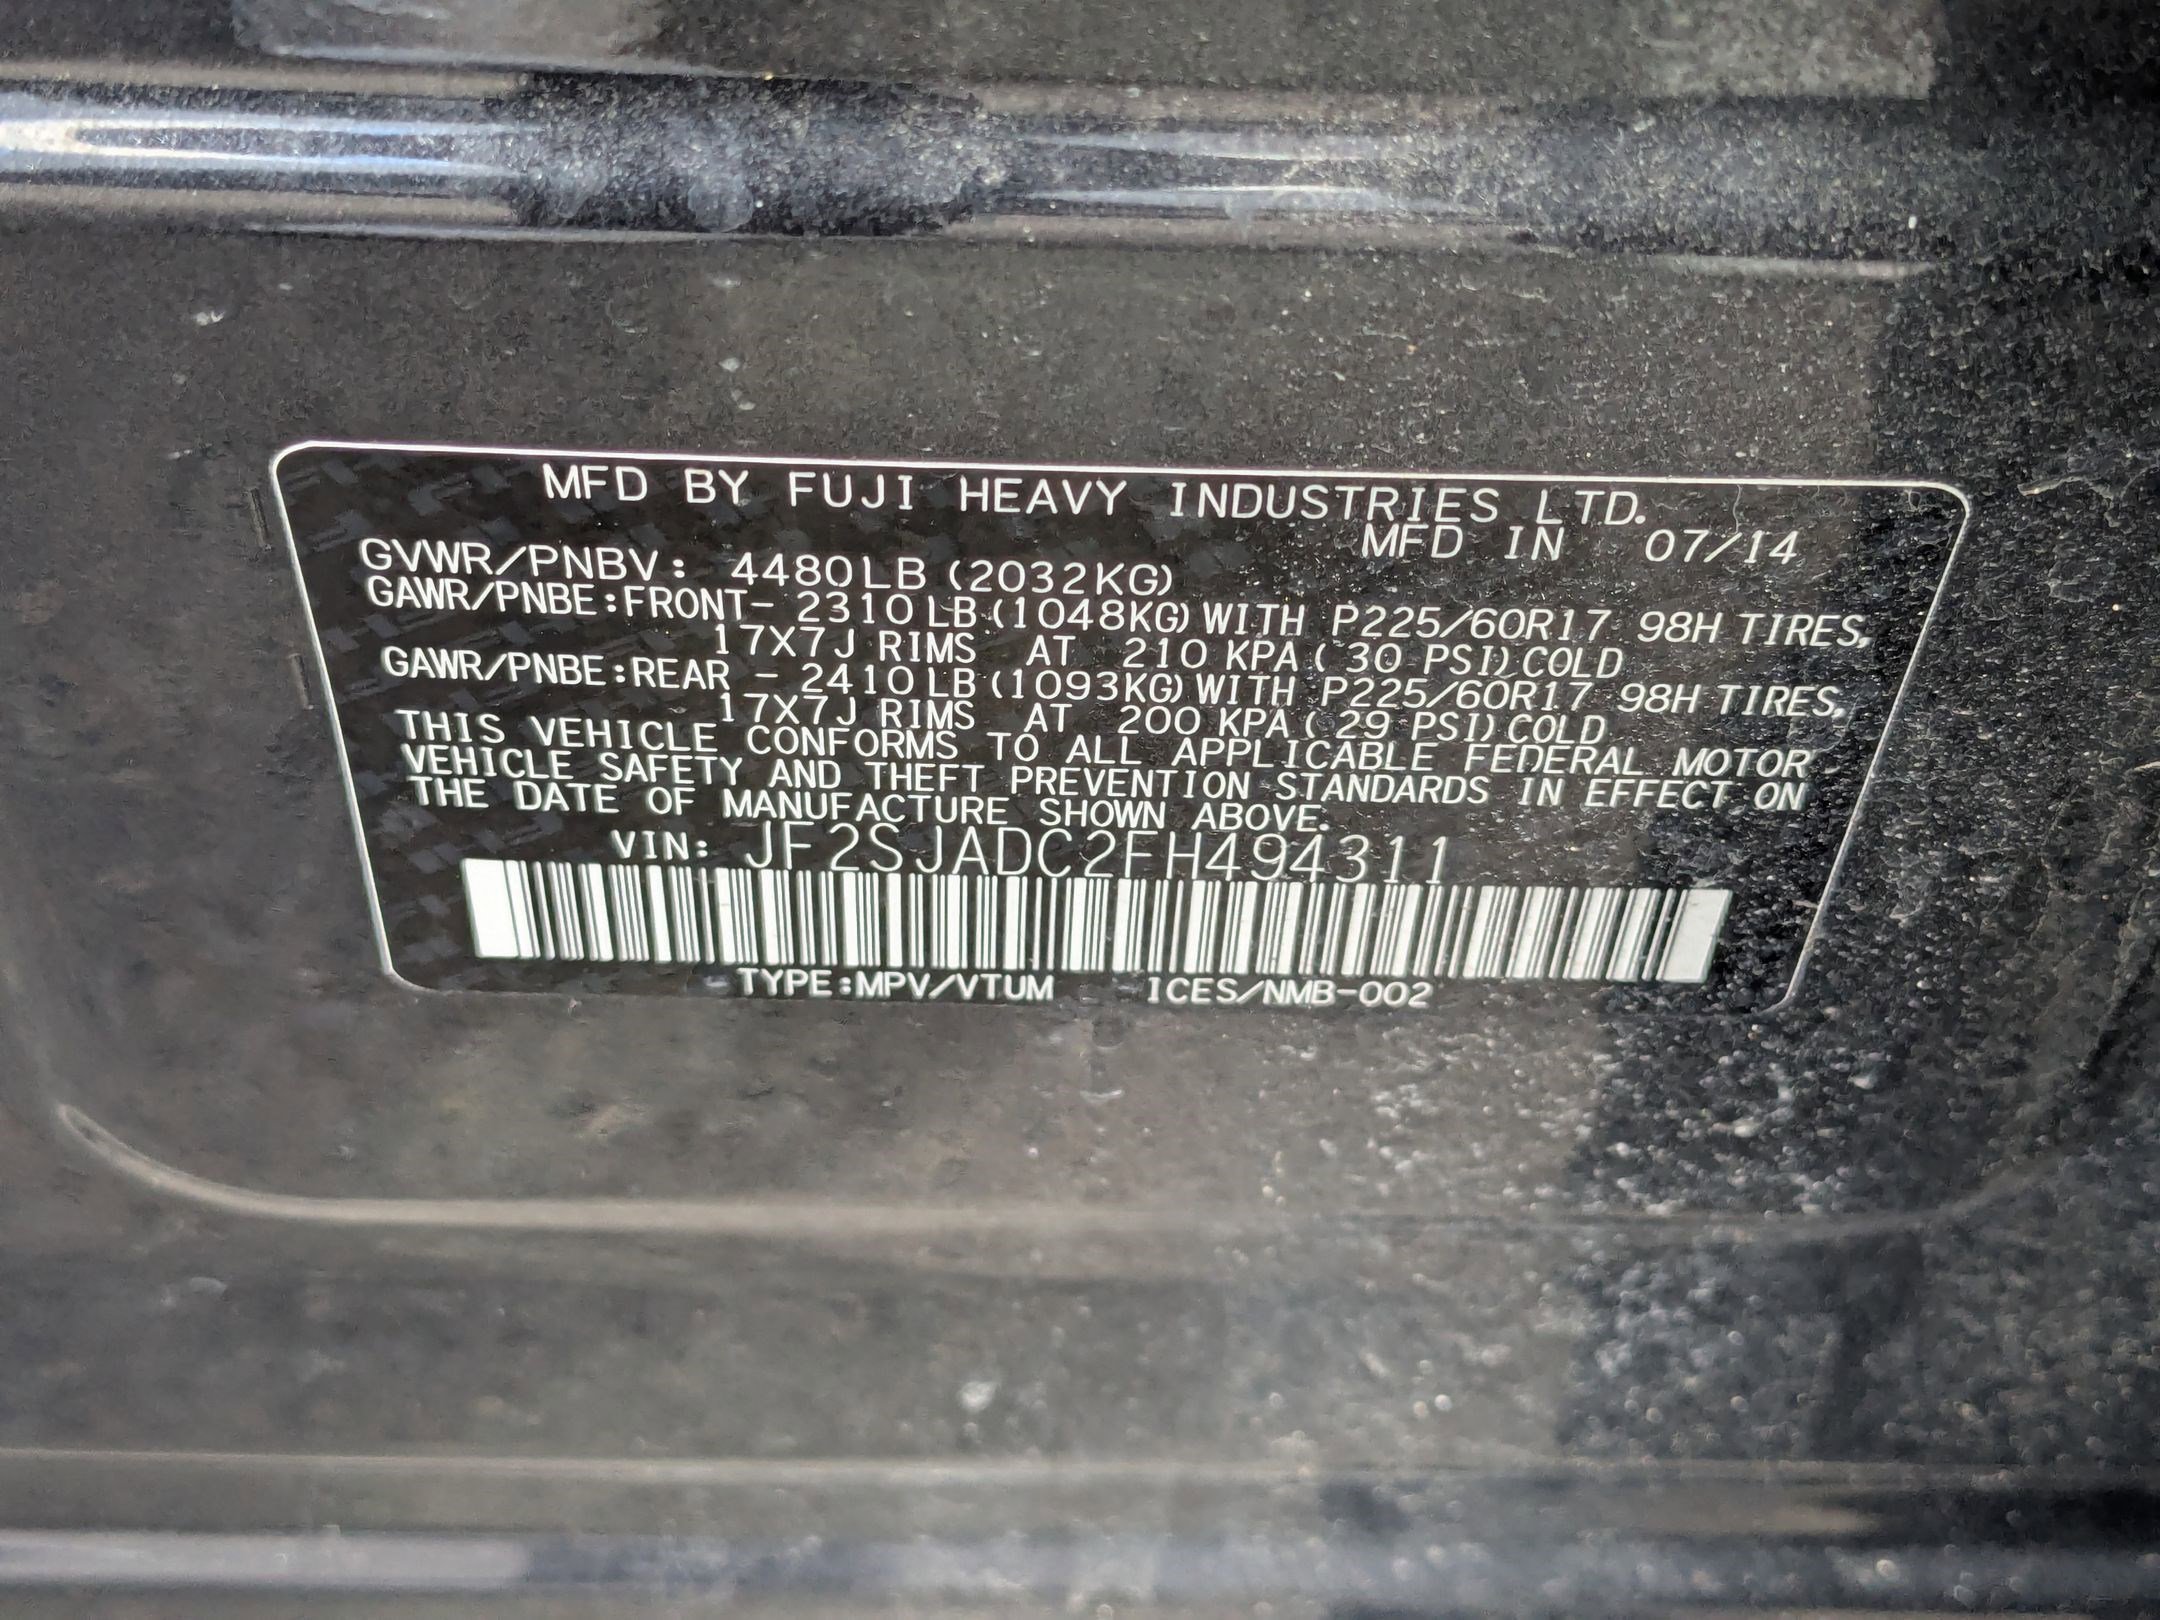 MFD BY FUJI HEAVY INDUSTRIES LTD.
MFD IN 07/14
GVWR/PNBV: 4480LB (2032KG)
GAWR/PNBE:FRONT- 2310LB(1048KG)WITH P225/60R17 98H TIRES,
17X7J RIMS AT 210 KPA( 30 PSI)COLD
GAWR/PNBE:REAR - 2410LB(1093KG)WITH P225/60R17 98H TIRES,
17X7J RIMS AT 200 KPA( 29 PSI)COLD
THIS VEHICLE CONFORMS TO ALL APPLICABLE FEDERAL MOTOR
VEHICLE SAFETY AND THEFT PREVENTION STANDARDS IN EFFECT ON
THE DATE OF MANUFACTURE SHOWN ABOVE.
VIN: JF2SJADC2FH494311
TYPE:MPV/VTUM ICES/NMB-002